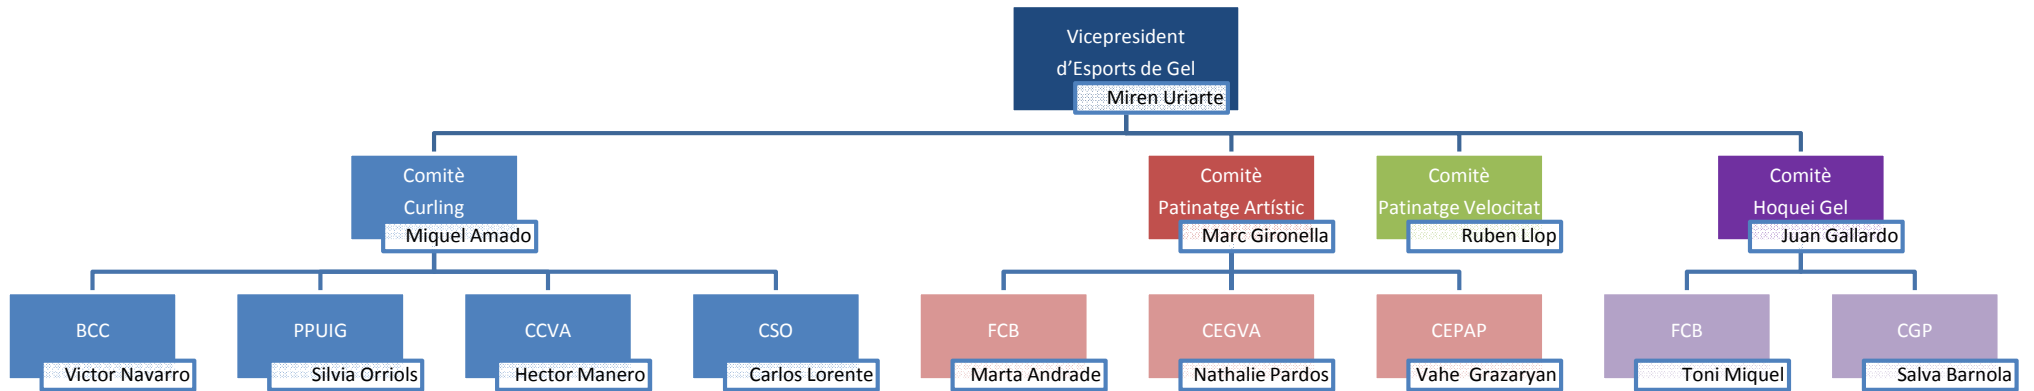 Vicepresident
d'Esports de Gel
Miren Uriarte
Comitè
Curling
Miquel Amado
Comitè
Patinatge Artístic
Marc Gironella
Comitè
Patinatge Velocitat
Ruben Llop
Comitè
Hoquei Gel
Juan Gallardo
BCC
Victor Navarro
PPUIG
Silvia Orriols
CCVA
Hector Manero
CSO
Carlos Lorente
FCB
Marta Andrade
CEGVA
Nathalie Pardos
CEPAP
Vahe Grazaryan
FCB
Toni Miquel
CGP
Salva Barnola